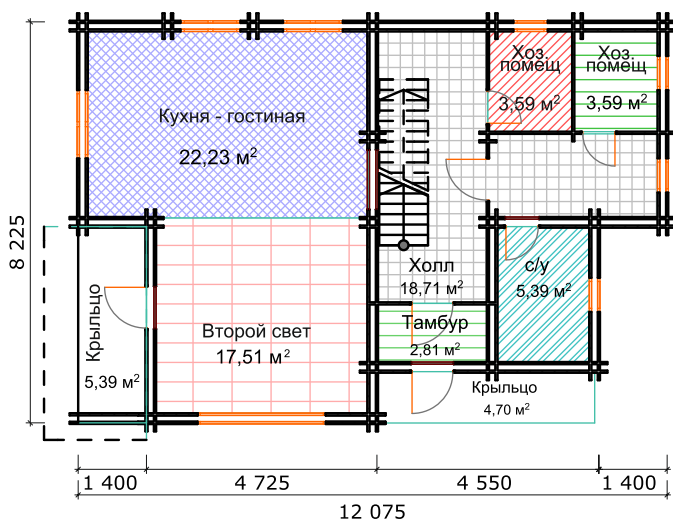 Хоз.
помещ
3,59 м²
Хоз.
помещ
3,59 м²
Кухня - гостиная
22,23 м²
8 225
Холл
18,71 м²
с/у
5,39 м²
Крыльцо
5,39 м²
Второй свет
17,51 м²
Тамбур
2,81 м²
Крыльцо
4,70 м²
1 400
4 725
4 550
1 400
12 075